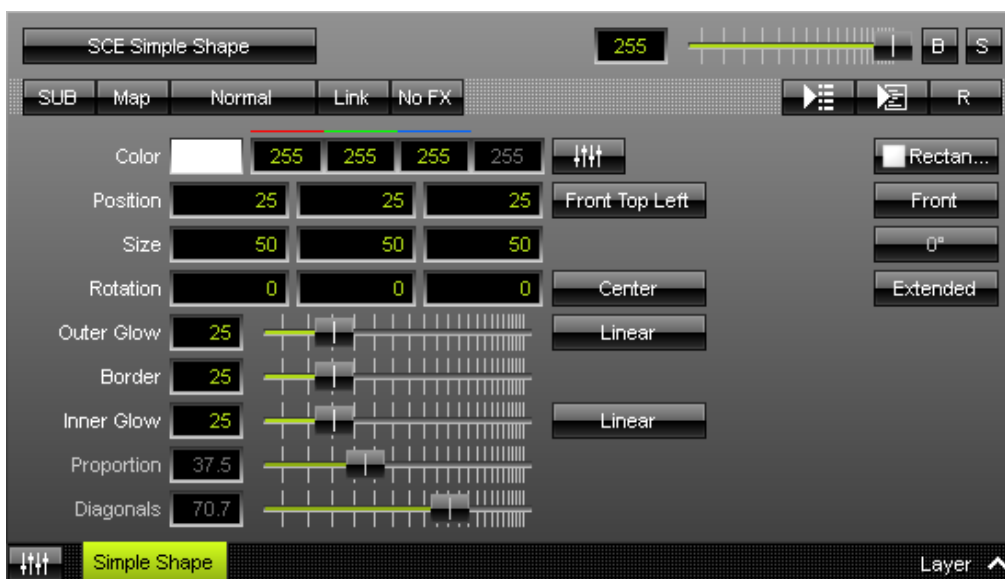 SCE Simple Shape 255 B S
SUB Map Normal Link No FX R
Color 255 255 255 255 Rectan...
Position 25 25 25 Front Top Left Front
Size 50 50 50 0°
Rotation 0 0 0 Center Extended
Outer Glow 25 Linear
Border 25
Inner Glow 25 Linear
Proportion 37.5
Diagonals 70.7
Simple Shape Layer